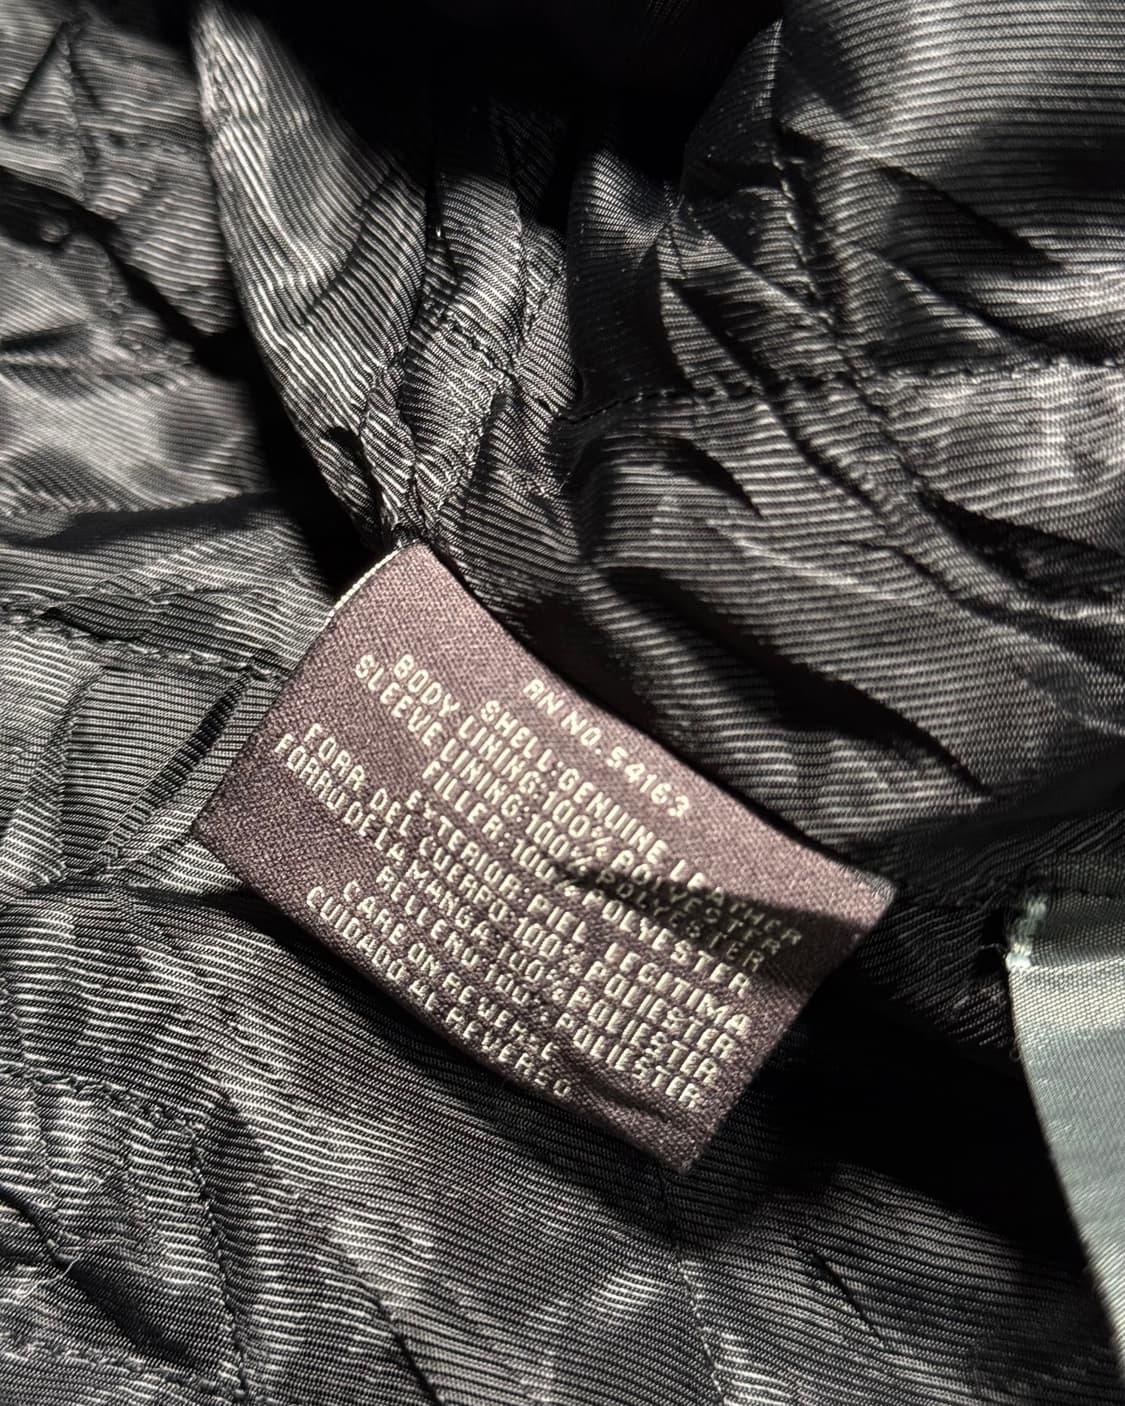 RN NO. 54163
SHELL: GENUINE LEATHER
BODY LINING: 100% POLYESTER
SLEEVE LINING: 100% POLYESTER
FILLER: 100% POLYESTER
EXTERIOR: PIEL LEGITIMA
FORR. DEL CUERPO: 100% POLIESTER
FORRO DE LA MANGA: 100% POLIESTER
RELLENO: 100% POLIESTER
CARE ON REVERSE
CUIDADO AL REVERSO